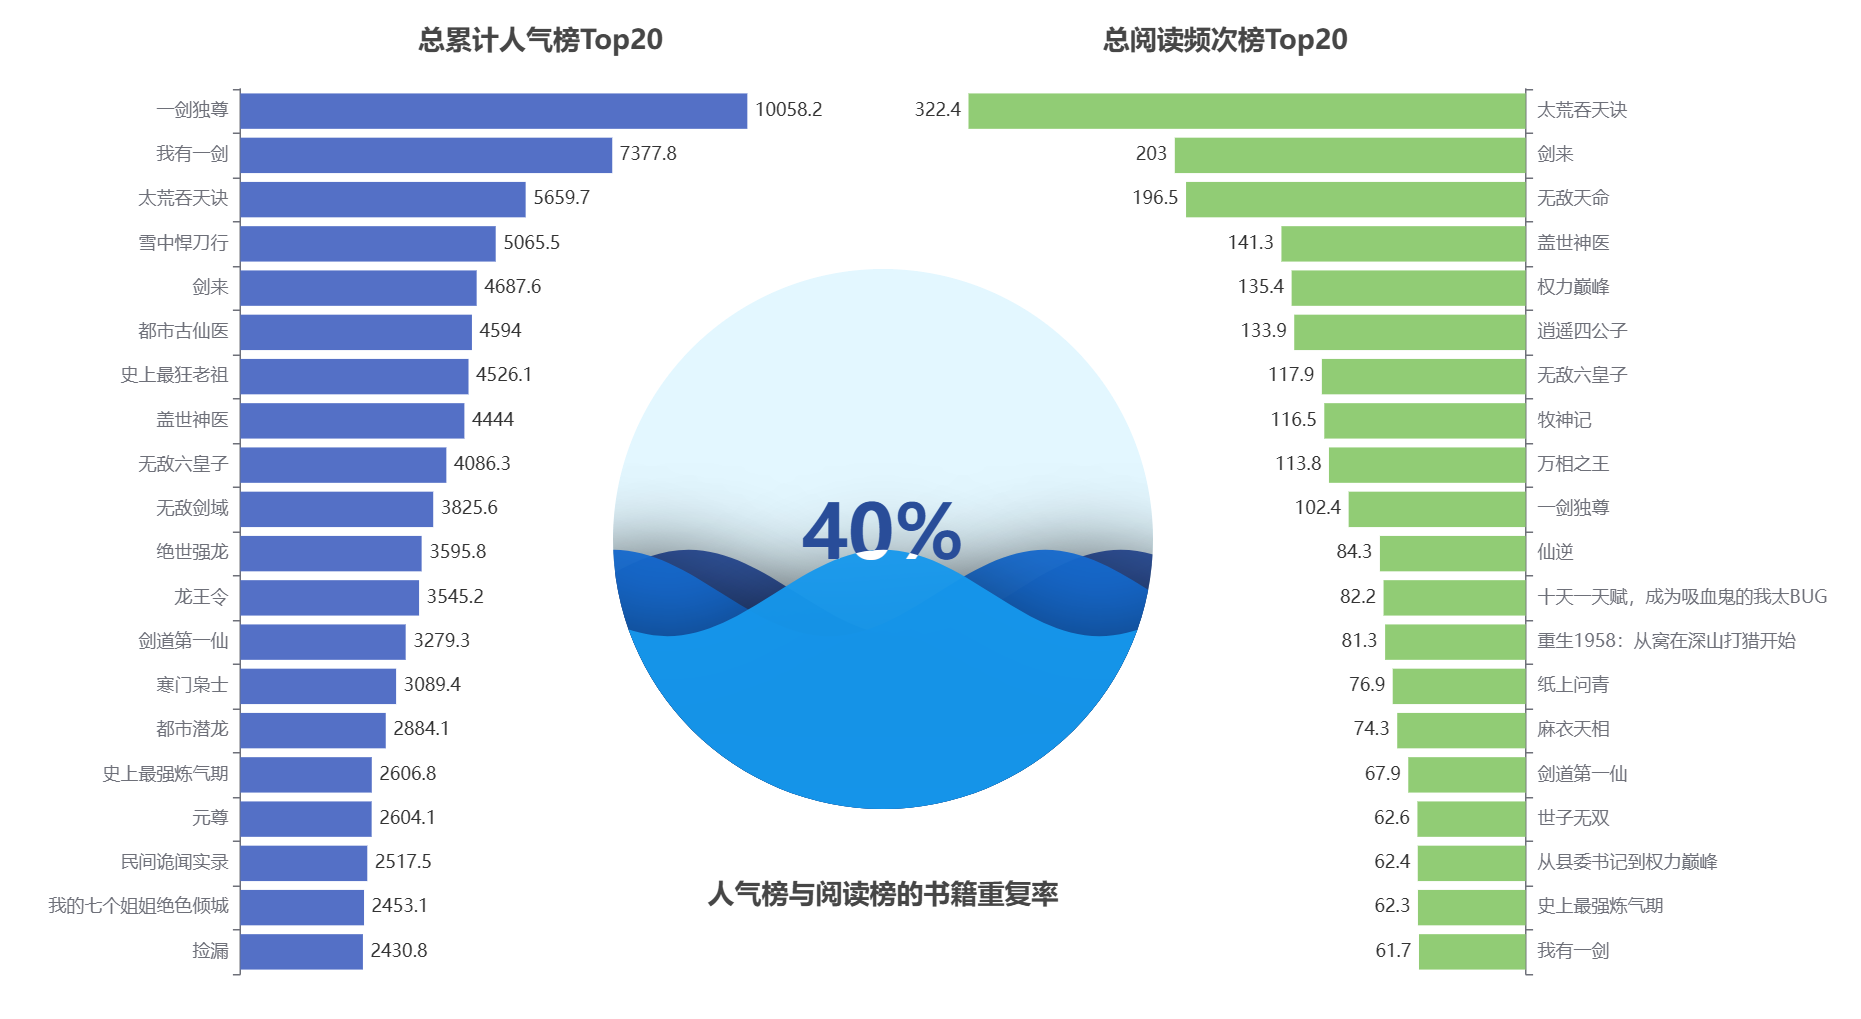 总累计人气榜Top20
一剑独尊 10058.2
我有一剑 7377.8
太荒吞天诀 5659.7
雪中悍刀行 5065.5
剑来 4687.6
都市古仙医 4594
史上最狂老祖 4526.1
盖世神医 4444
无敌六皇子 4086.3
无敌剑域 3825.6
绝世强龙 3595.8
龙王令 3545.2
剑道第一仙 3279.3
寒门枭士 3089.4
都市潜龙 2884.1
史上最强炼气期 2606.8
元尊 2604.1
民间诡闻实录 2517.5
我的七个姐姐绝色倾城 2453.1
捡漏 2430.8
40%
人气榜与阅读榜的书籍重复率
总阅读频次榜Top20
322.4 太荒吞天诀
203 剑来
196.5 无敌天命
141.3 盖世神医
135.4 权力巅峰
133.9 逍遥四公子
117.9 无敌六皇子
116.5 牧神记
113.8 万相之王
102.4 一剑独尊
84.3 仙逆
82.2 十天一天赋，成为吸血鬼的我太BUG
81.3 重生1958：从窝在深山打猎开始
76.9 纸上问青
74.3 麻衣天相
67.9 剑道第一仙
62.6 世子无双
62.4 从县委书记到权力巅峰
62.3 史上最强炼气期
61.7 我有一剑